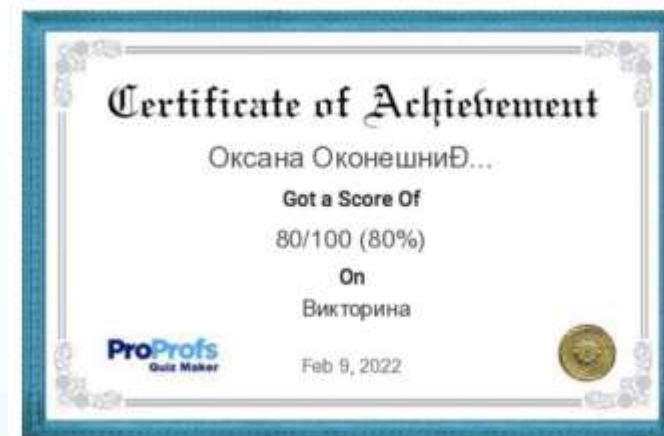 Certificate of Achievement
Оксана ОконешниÐ...
Got a Score Of
80/100 (80%)
On
Викторина
ProProfs
Quiz Maker
Feb 9, 2022